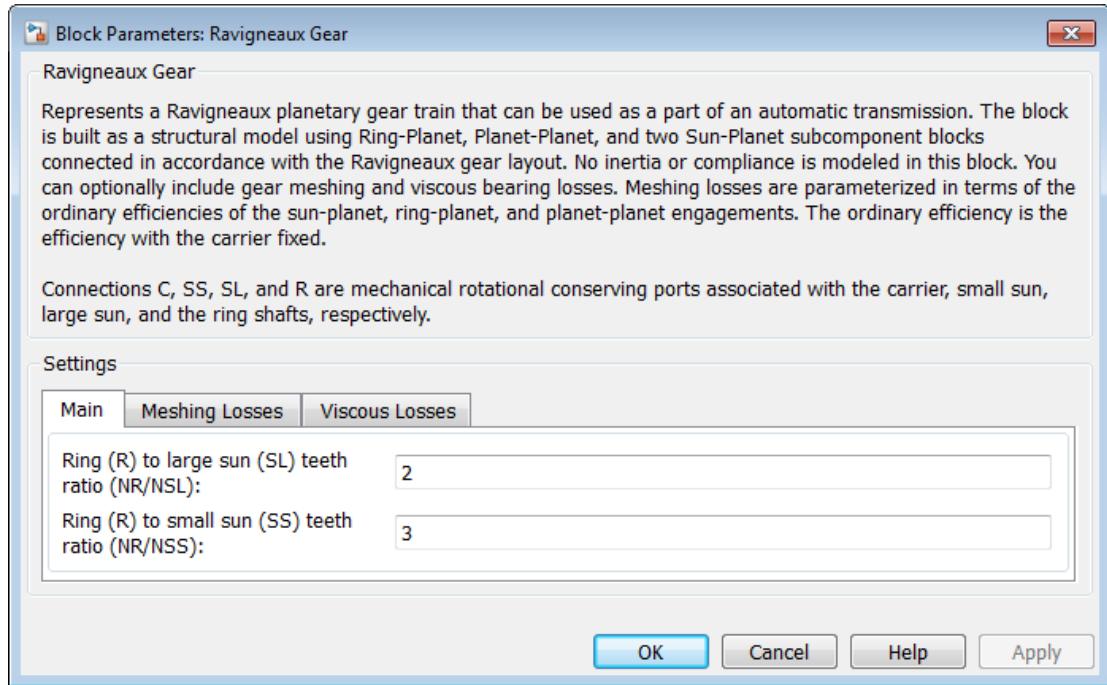 Block Parameters: Ravigneaux Gear
Ravigneaux Gear
Represents a Ravigneaux planetary gear train that can be used as a part of an automatic transmission. The block
is built as a structural model using Ring-Planet, Planet-Planet, and two Sun-Planet subcomponent blocks
connected in accordance with the Ravigneaux gear layout. No inertia or compliance is modeled in this block. You
can optionally include gear meshing and viscous bearing losses. Meshing losses are parameterized in terms of the
ordinary efficiencies of the sun-planet, ring-planet, and planet-planet engagements. The ordinary efficiency is the
efficiency with the carrier fixed.
Connections C, SS, SL, and R are mechanical rotational conserving ports associated with the carrier, small sun,
large sun, and the ring shafts, respectively.
Settings
Main Meshing Losses Viscous Losses
Ring (R) to large sun (SL) teeth
ratio (NR/NSL):
2
Ring (R) to small sun (SS) teeth
ratio (NR/NSS):
3
OK Cancel Help Apply